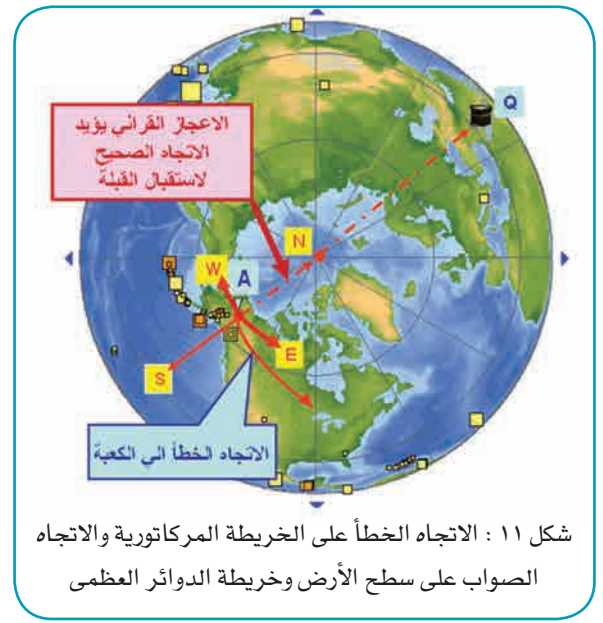 الاعجاز القرآني يؤيد
الاتجاه الصحيح
لاستقبال القبلة
Q
N
W
A
E
S
الاتجاه الخطأ الى الكعبة
شكل ١١ : الاتجاه الخطأ على الخريطة المركاتورية والاتجاه
الصواب على سطح الأرض وخريطة الدوائر العظمى